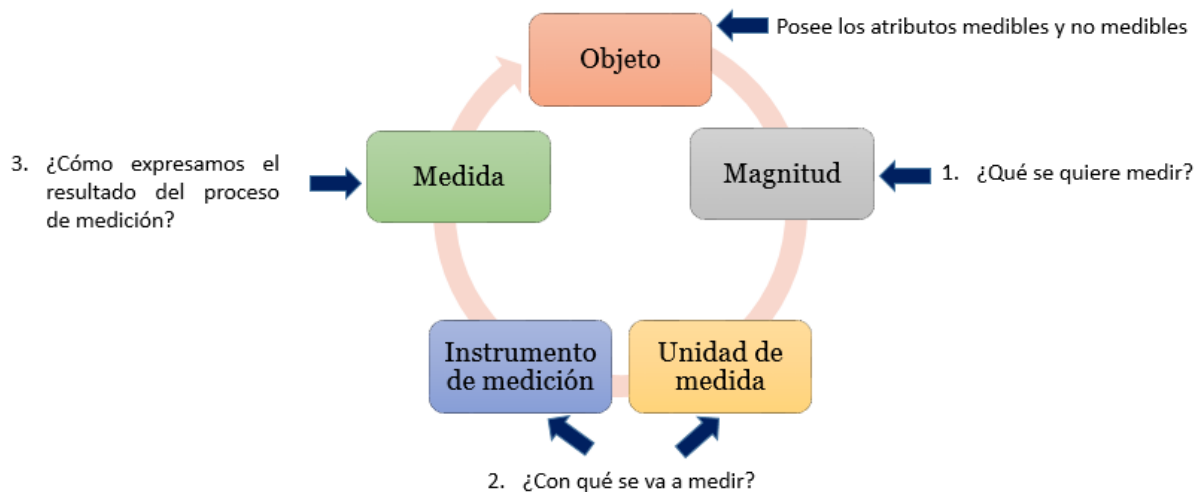 Objeto
Posee los atributos medibles y no medibles
Magnitud
1. ¿Qué se quiere medir?
Unidad de
medida
Instrumento
de medición
2. ¿Con qué se va a medir?
Medida
3. ¿Cómo expresamos el
resultado del proceso
de medición?